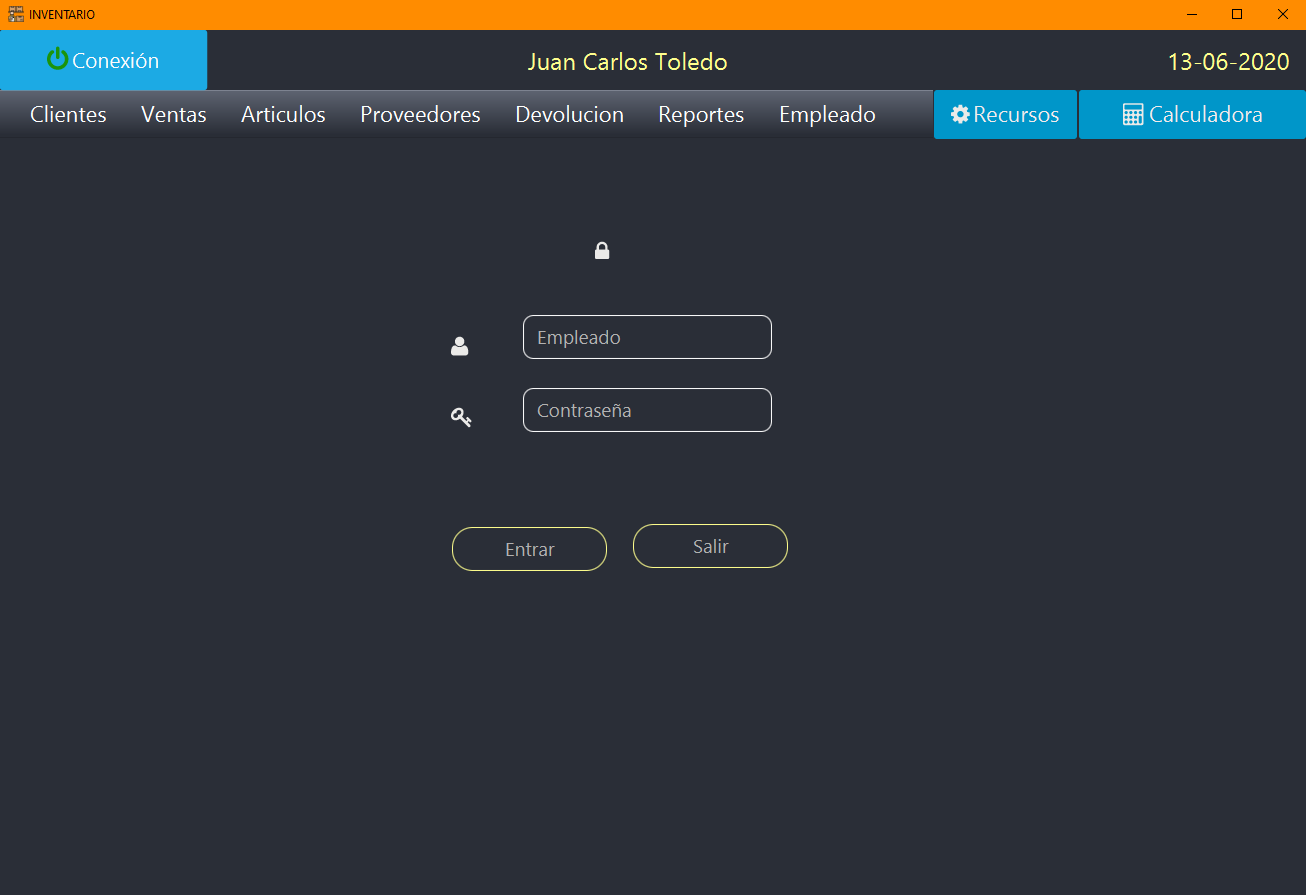 INVENTARIO
Conexión Juan Carlos Toledo 13-06-2020
Clientes Ventas Articulos Proveedores Devolucion Reportes Empleado Recursos Calculadora
Empleado
Contraseña
Entrar Salir